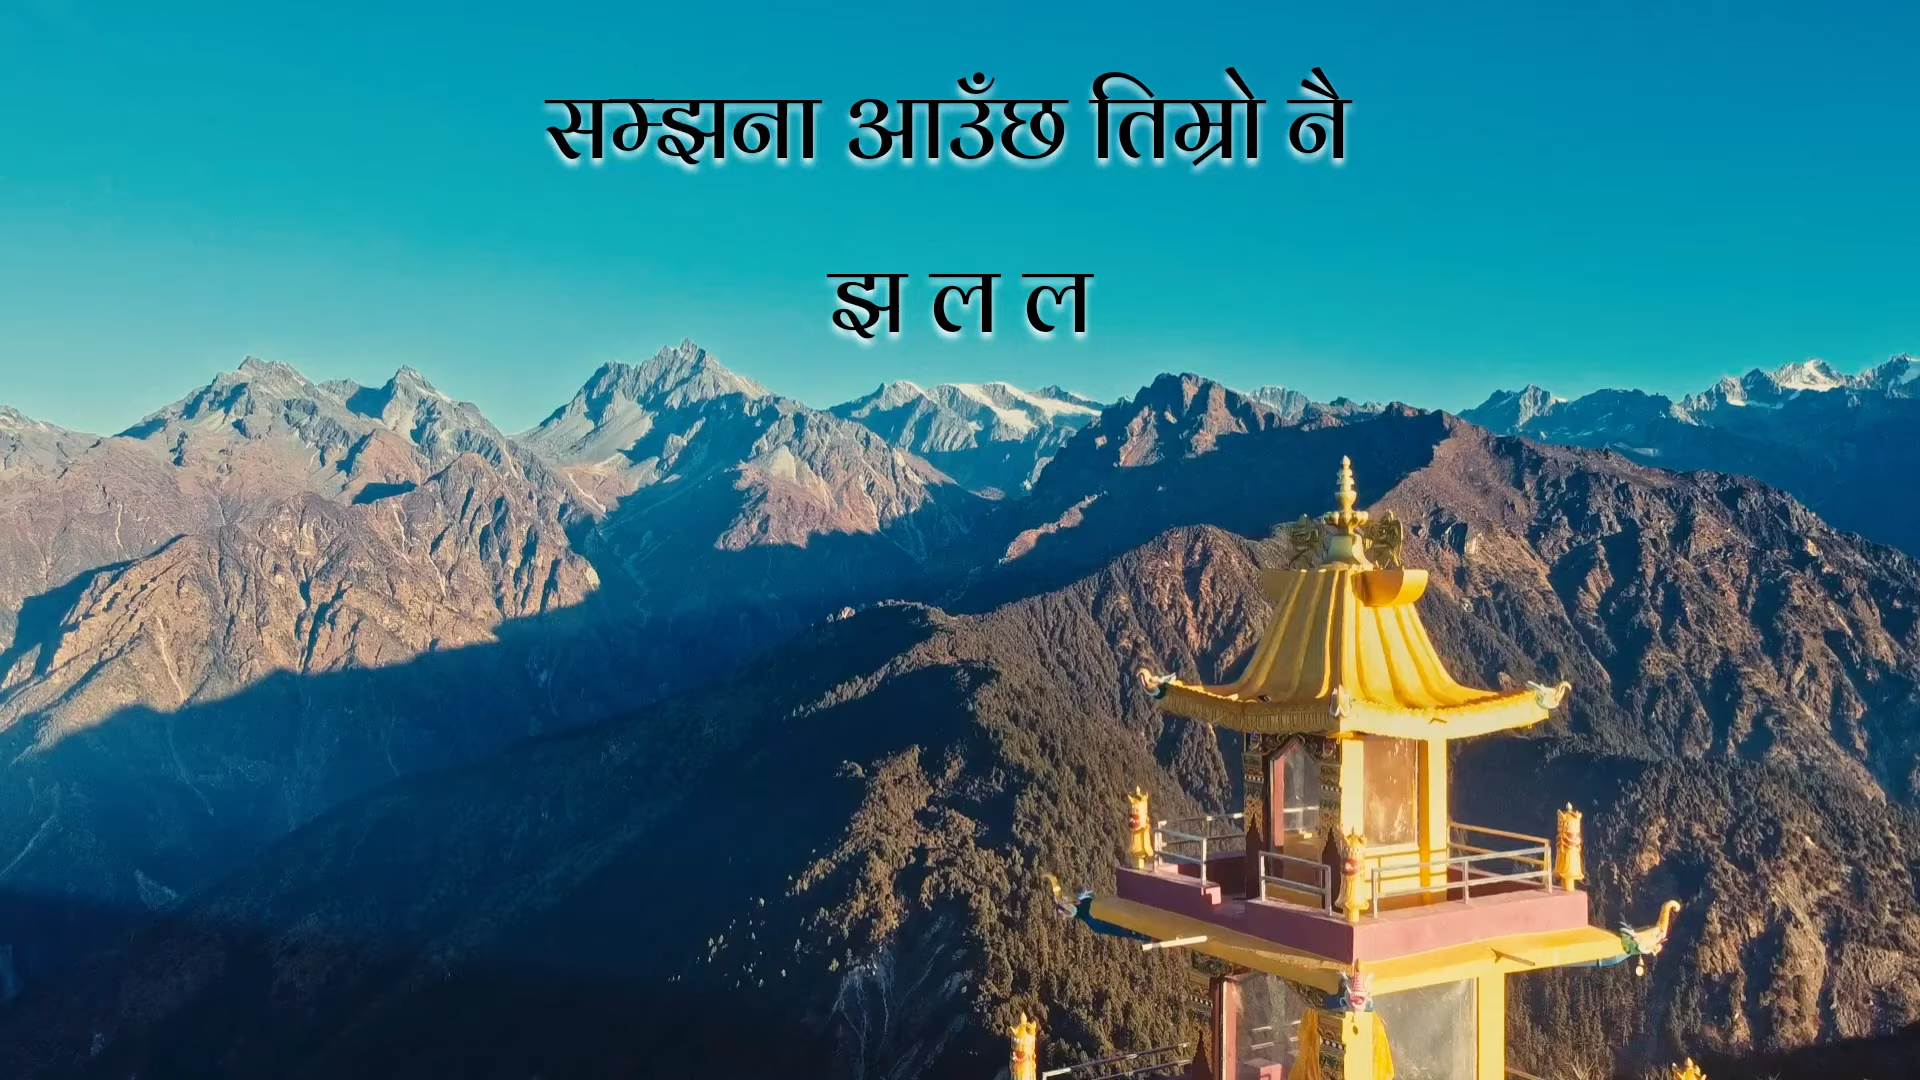 सम्झना आउँछ तिम्रो नै
झ ल ल